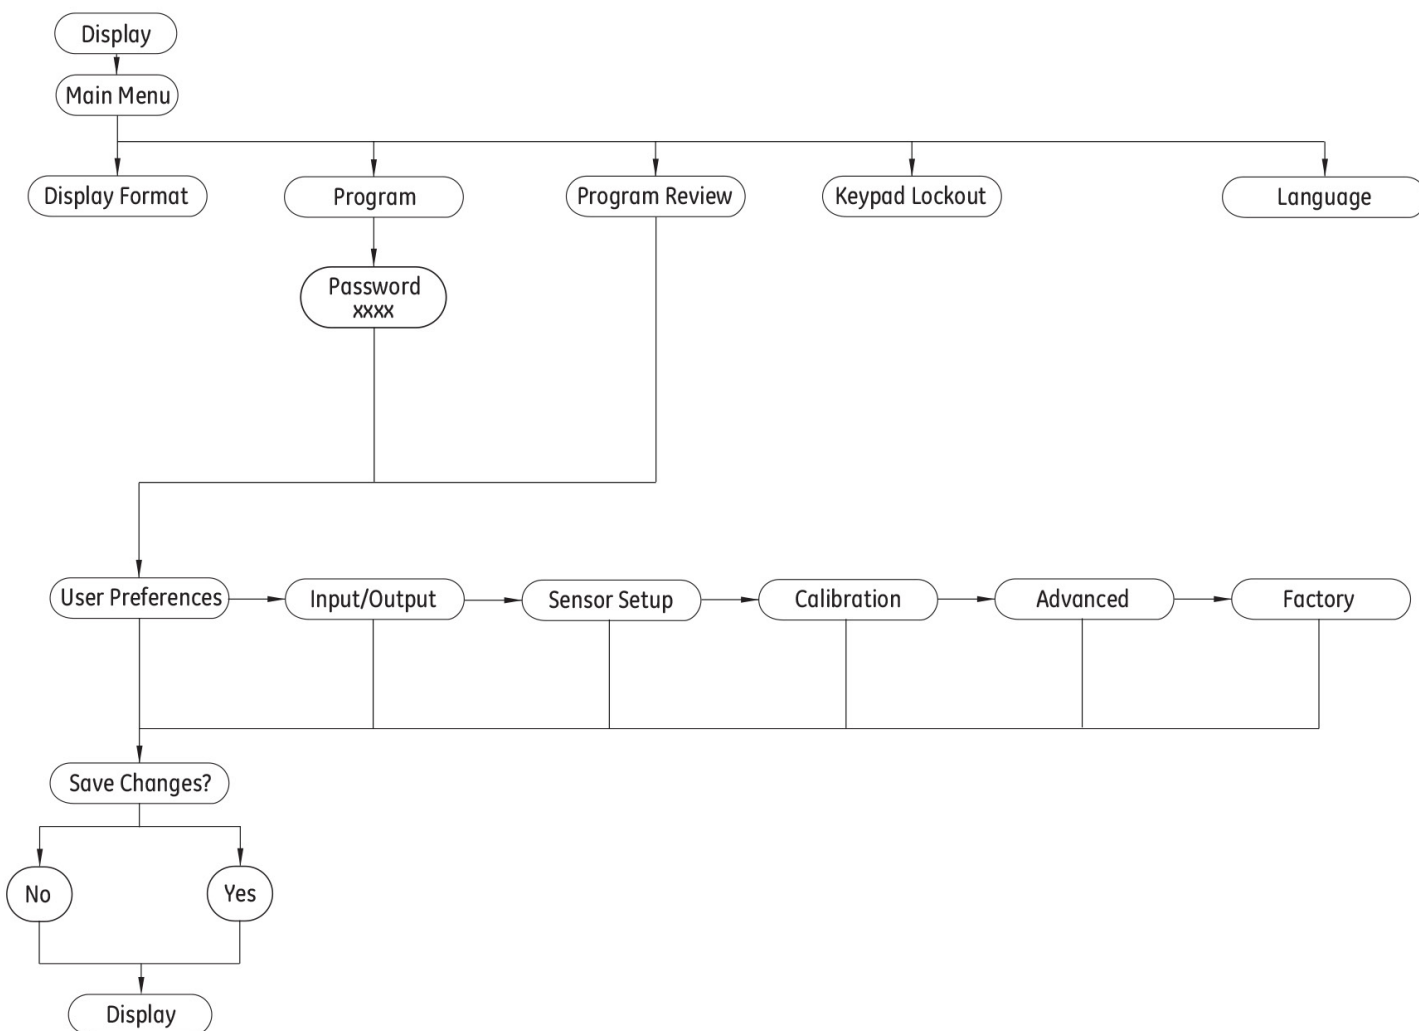 Display
Main Menu
Display Format
Program
Program Review
Keypad Lockout
Language
Password
xxxx
User Preferences
Input/Output
Sensor Setup
Calibration
Advanced
Factory
Save Changes?
No
Yes
Display